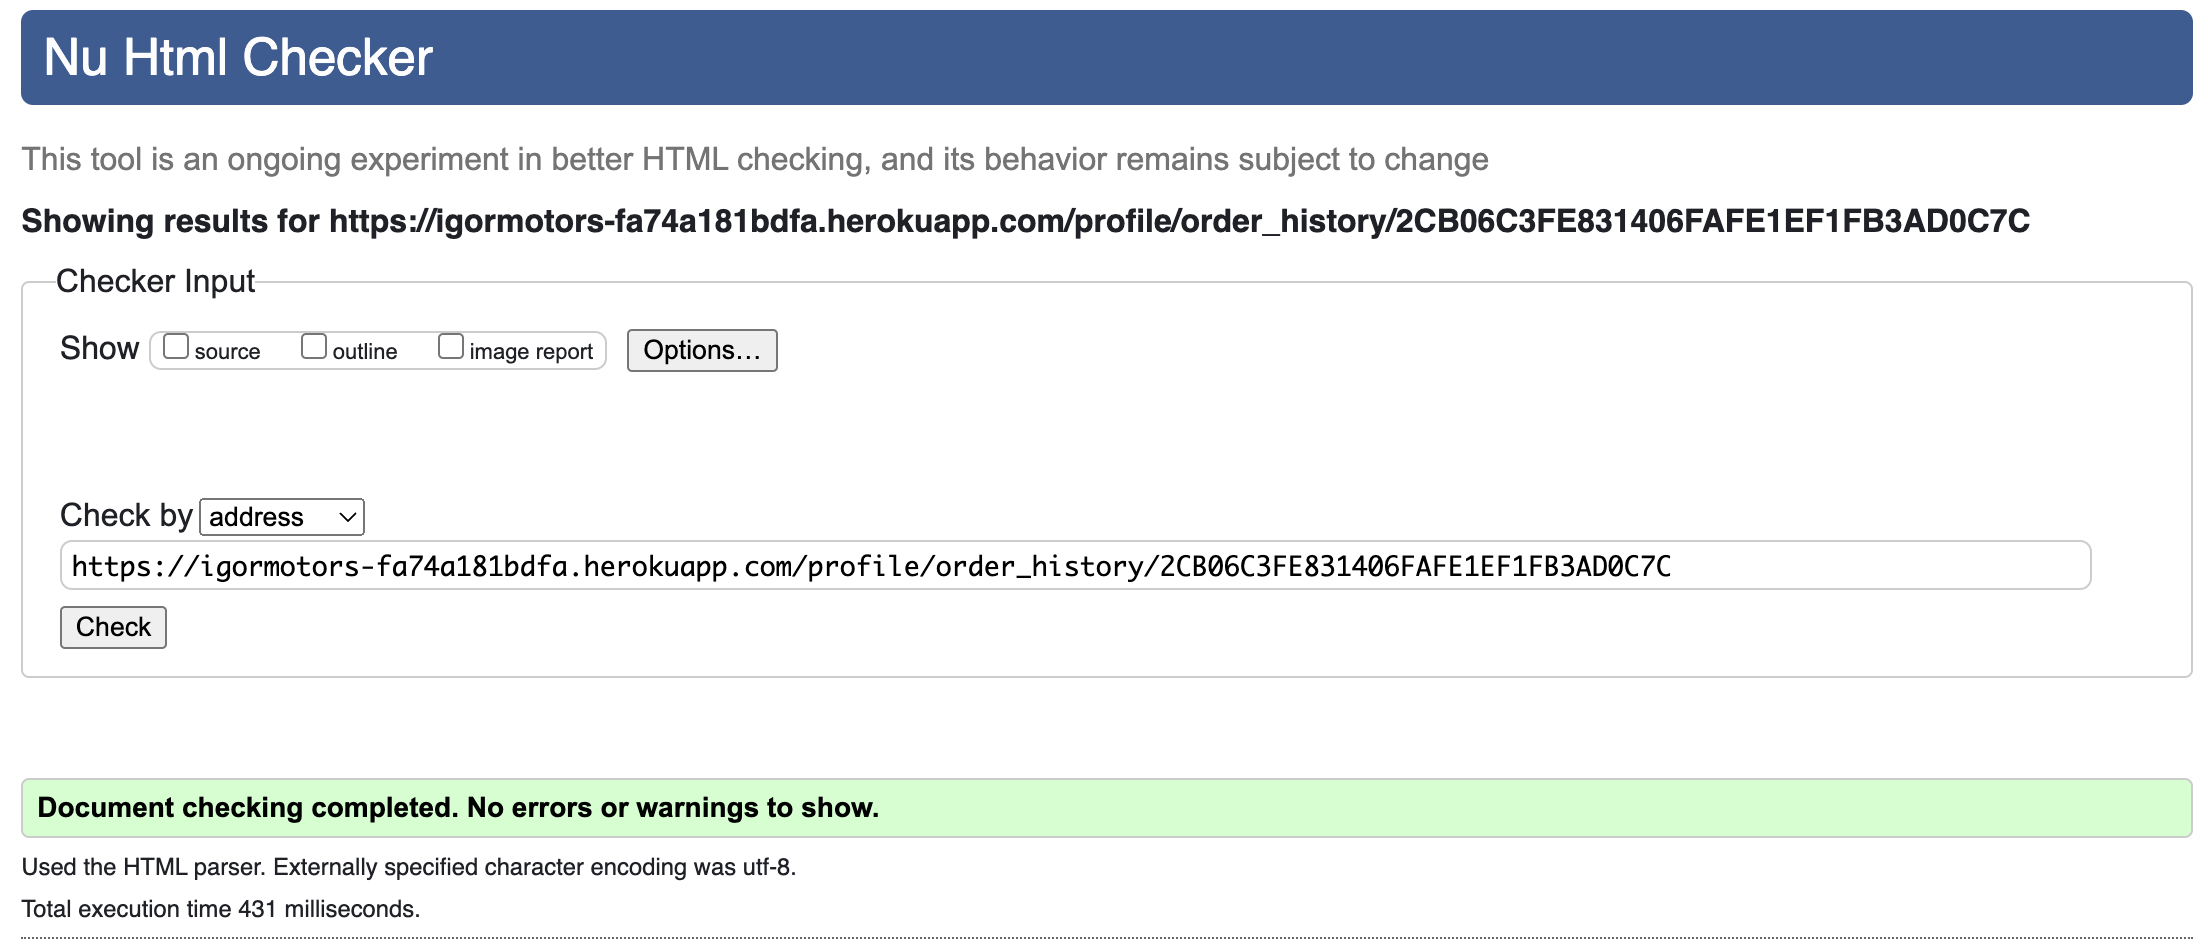 Nu Html Checker
This tool is an ongoing experiment in better HTML checking, and its behavior remains subject to change
Showing results for https://igormotors-fa74a181bdfa.herokuapp.com/profile/order_history/2CB06C3FE831406FAFE1EF1FB3AD0C7C
Checker Input
Show source outline image report Options...
Check by address
https://igormotors-fa74a181bdfa.herokuapp.com/profile/order_history/2CB06C3FE831406FAFE1EF1FB3AD0C7C
Check
Document checking completed. No errors or warnings to show.
Used the HTML parser. Externally specified character encoding was utf-8.
Total execution time 431 milliseconds.